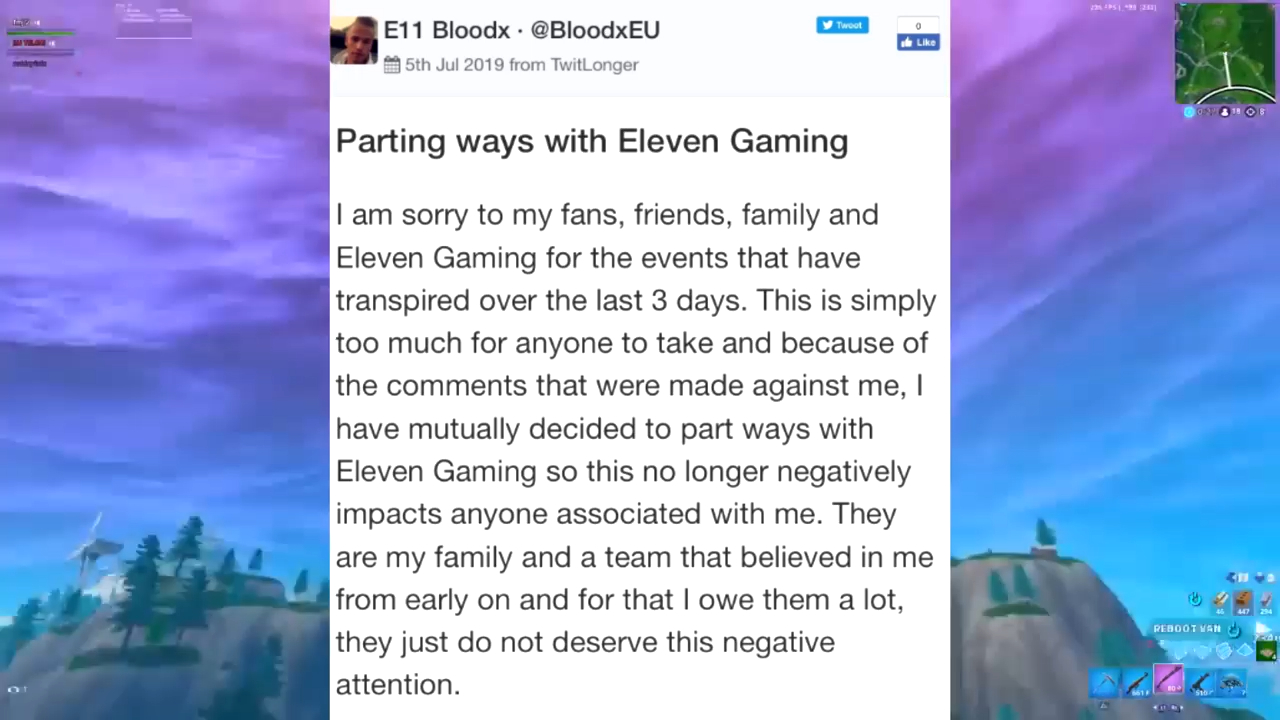 E11 Bloodx · @BloodxEU
Tweet
0
Like
5th Jul 2019 from TwitLonger
Parting ways with Eleven Gaming
I am sorry to my fans, friends, family and
Eleven Gaming for the events that have
transpired over the last 3 days. This is simply
too much for anyone to take and because of
the comments that were made against me, I
have mutually decided to part ways with
Eleven Gaming so this no longer negatively
impacts anyone associated with me. They
are my family and a team that believed in me
from early on and for that I owe them a lot,
they just do not deserve this negative
attention.
REBOOT VAN